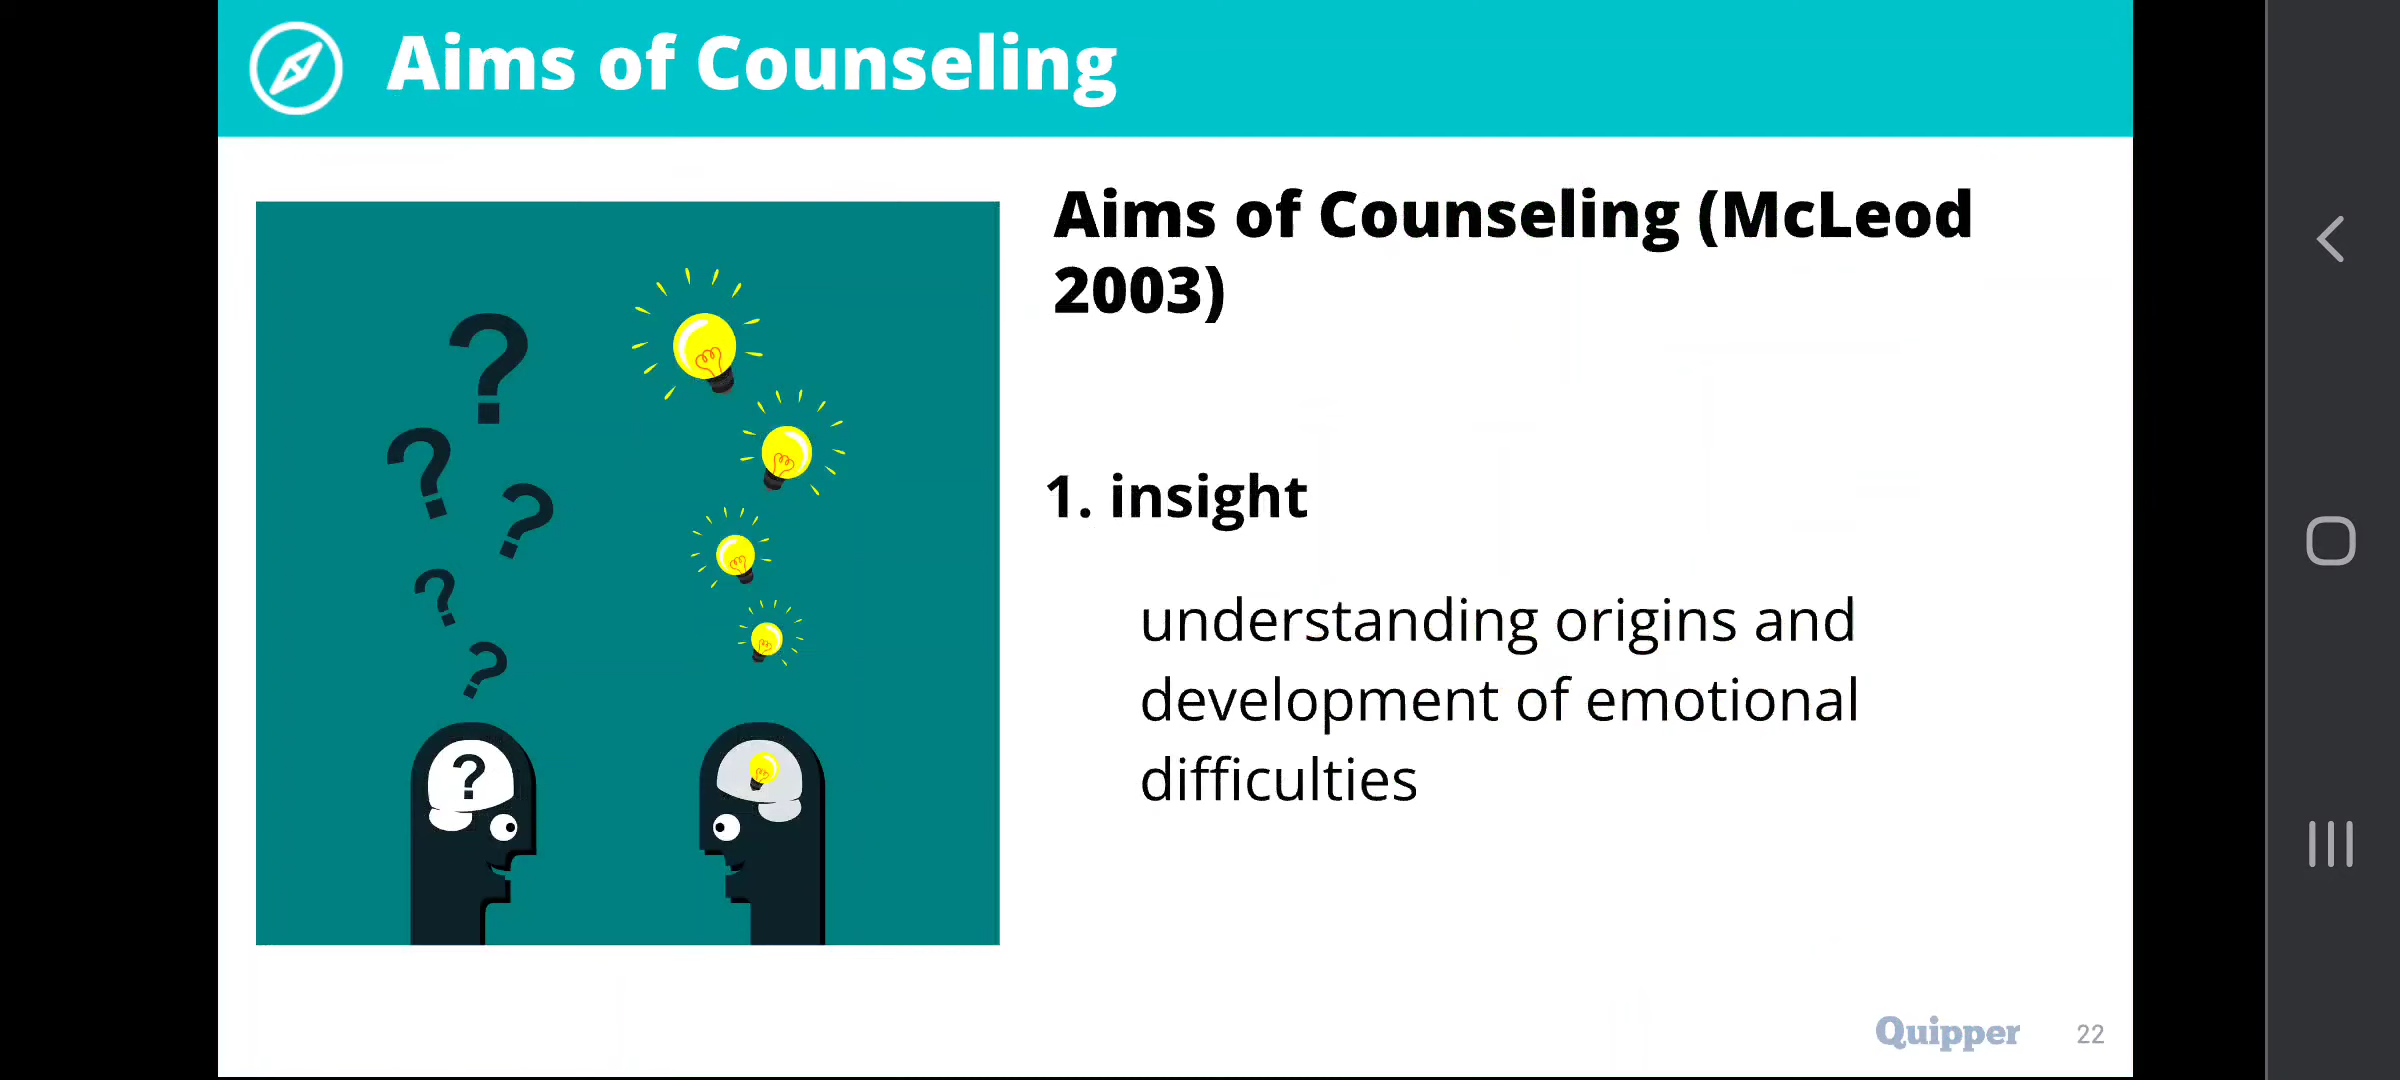 Aims of Counseling
Aims of Counseling (McLeod
2003)
1. insight
understanding origins and
development of emotional
difficulties
? 
?
?
?
?
?
Quipper
22